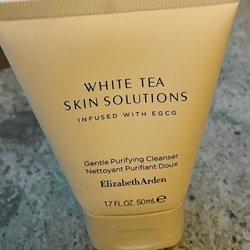 WHITE TEA
SKIN SOLUTIONS
INFUSED WITH EGCG
Gentle Purifying Cleanser
Nettoyant Purifiant Doux
Elizabeth Arden
1.7 FL.OZ. 50mL e